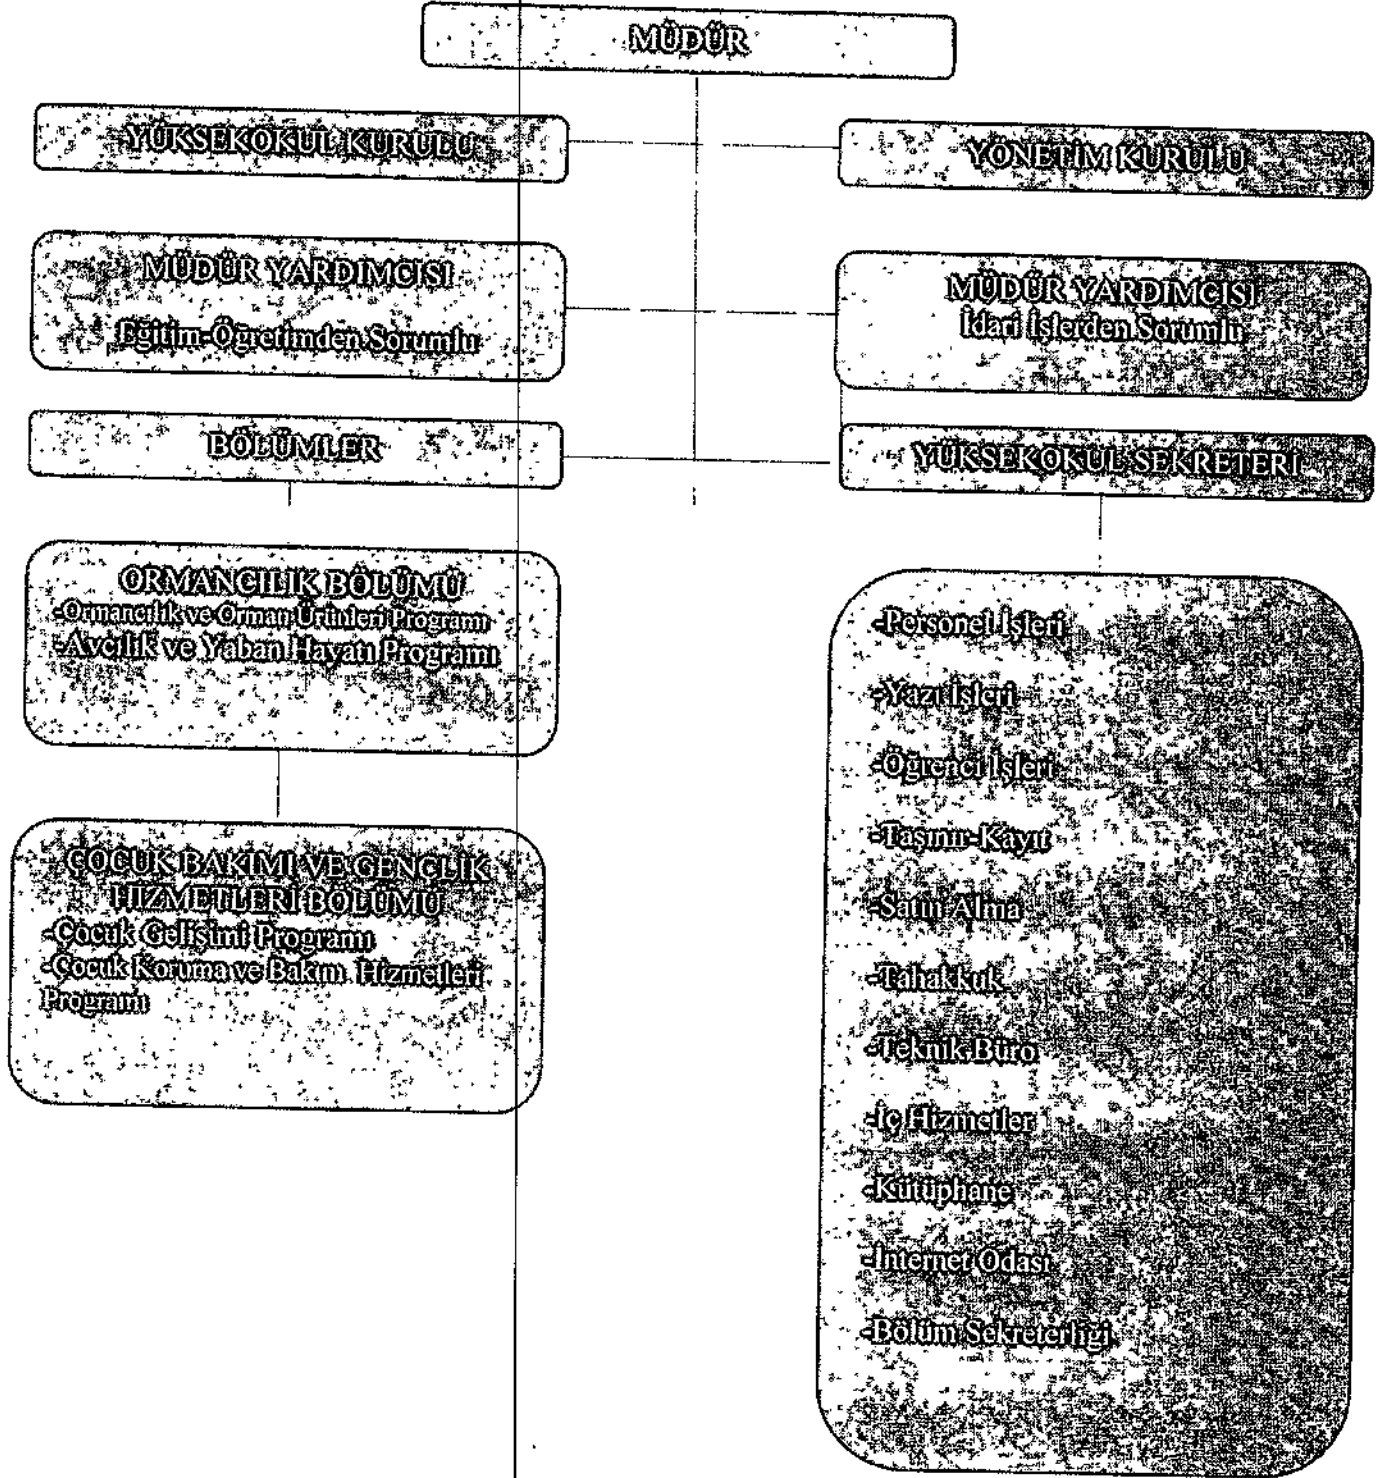 MÜDÜR
YÜKSEKOKUL KURULU
YÖNETİM KURULU
MÜDÜR YARDIMCISI
Eğitim-Öğretimden Sorumlu
MÜDÜR YARDIMCISI
İdari İşlerden Sorumlu
BÖLÜMLER
YÜKSEKOKUL SEKRETERİ
ORMANCILIK BÖLÜMÜ
-Ormancılık ve Orman Ürünleri Programı
-Avcılık ve Yaban Hayatı Programı
ÇOCUK BAKIMI VE GENÇLİK
HİZMETLERİ BÖLÜMÜ
-Çocuk Gelişimi Programı
-Çocuk Koruma ve Bakım Hizmetleri
Programı
-Personel İşleri
-Yazı İşleri
-Öğrenci İşleri
-Taşınır-Kayıt
-Satın Alma
-Tahakkuk
-Teknik Büro
-İç Hizmetler
-Kütüphane
-İnternet Odası
-Bölüm Sekreterliği